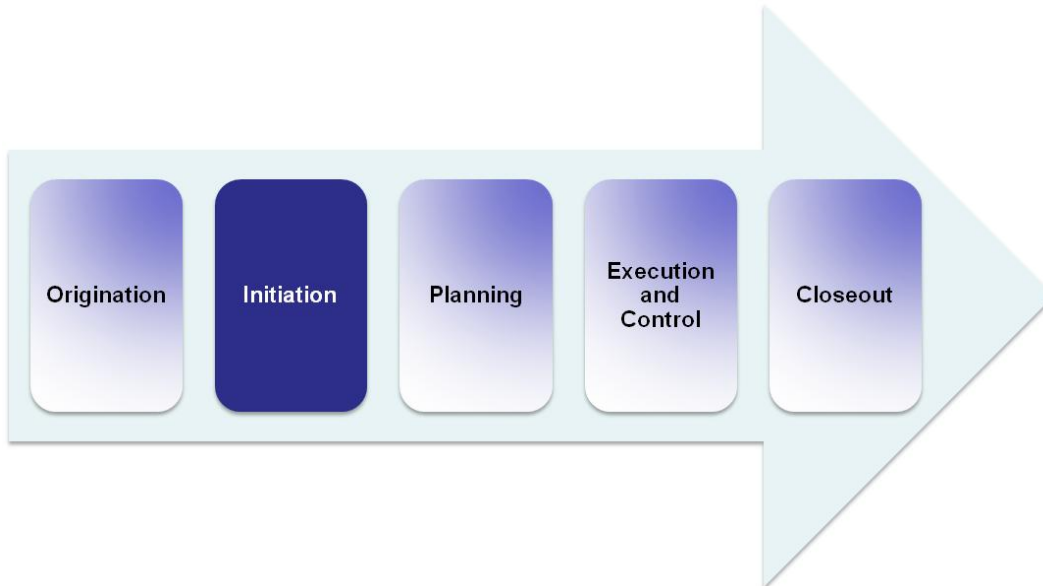 Origination
Initiation
Planning
Execution
and
Control
Closeout